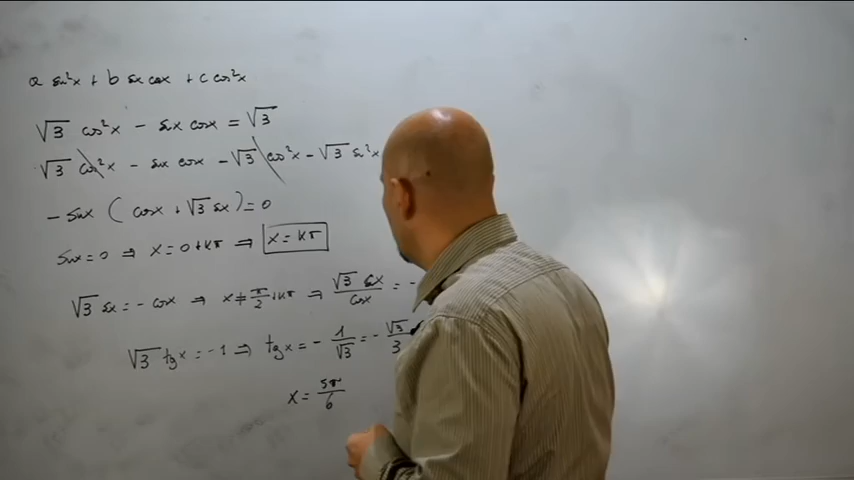 a sin²x + b sinx cosx + c cos²x
√3 cos²x - sinx cosx = √3
√3 cos²x - sinx cosx - √3 cos²x - √3 sin²x
- sinx ( cosx + √3 sinx ) = 0
sinx = 0 ⇒ x = 0 + kπ ⇒ x = kπ
√3 sinx = - cosx ⇒ x ≠ π/2 + kπ ⇒ √3 sinx/cosx = -
√3 tgx = -1 ⇒ tgx = - 1/√3 = - √3/3
x = 5π/6